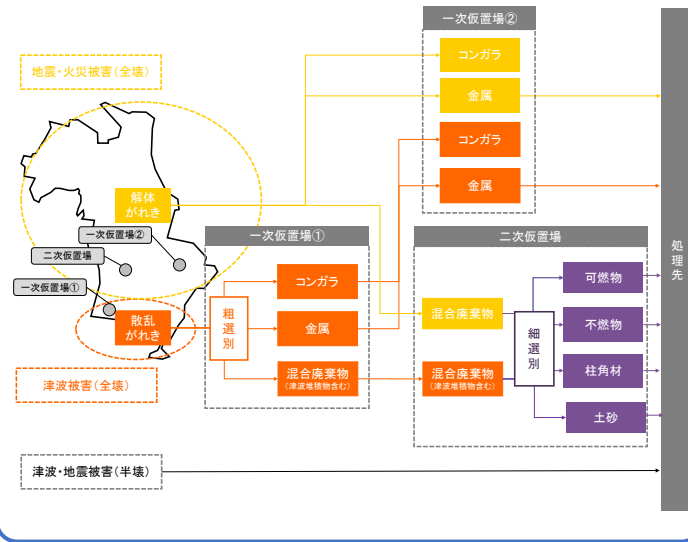 一次仮置場②
コンガラ
金属
コンガラ
金属
地震・火災被害(全壊)
解体
がれき
一次仮置場②
二次仮置場
一次仮置場①
散乱
がれき
津波被害(全壊)
一次仮置場①
粗選別
コンガラ
金属
混合廃棄物
(津波堆積物含む)
二次仮置場
混合廃棄物
混合廃棄物
(津波堆積物含む)
細選別
可燃物
不燃物
柱角材
土砂
処理先
津波・地震被害(半壊)